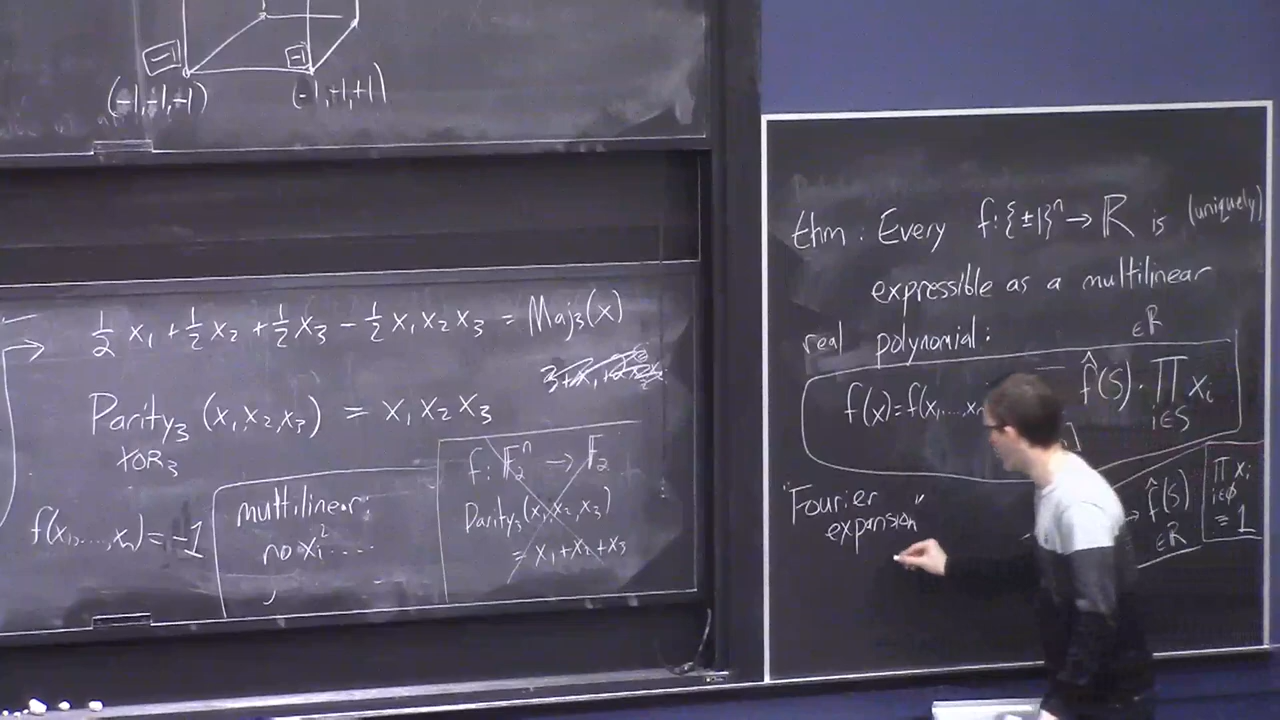 -1
-1
(-1,-1,-1)
(-1,-1,+1)
1/2 x₁ + 1/2 x₂ + 1/2 x₃ - 1/2 x₁x₂x₃ = Maj₃(x)
Parity₃(x₁,x₂,x₃) = x₁x₂x₃
XOR₃
f(x₁,...,xₙ) = -1
multilinear:
no xᵢ² ....
f: F₂ⁿ → F₂
Parity₃(x₁,x₂,x₃)
= x₁+x₂+x₃
thm: Every f:{±1}ⁿ → ℝ is (uniquely)
expressible as a multilinear
real polynomial:
∈ℝ
f(x)=f(x₁,...,xₙ
f̂(S)·∏ xᵢ
i∈S
"Fourier
expansion"
→ f̂(S)
∈ℝ
∏ xᵢ
i∈∅
≡ 1